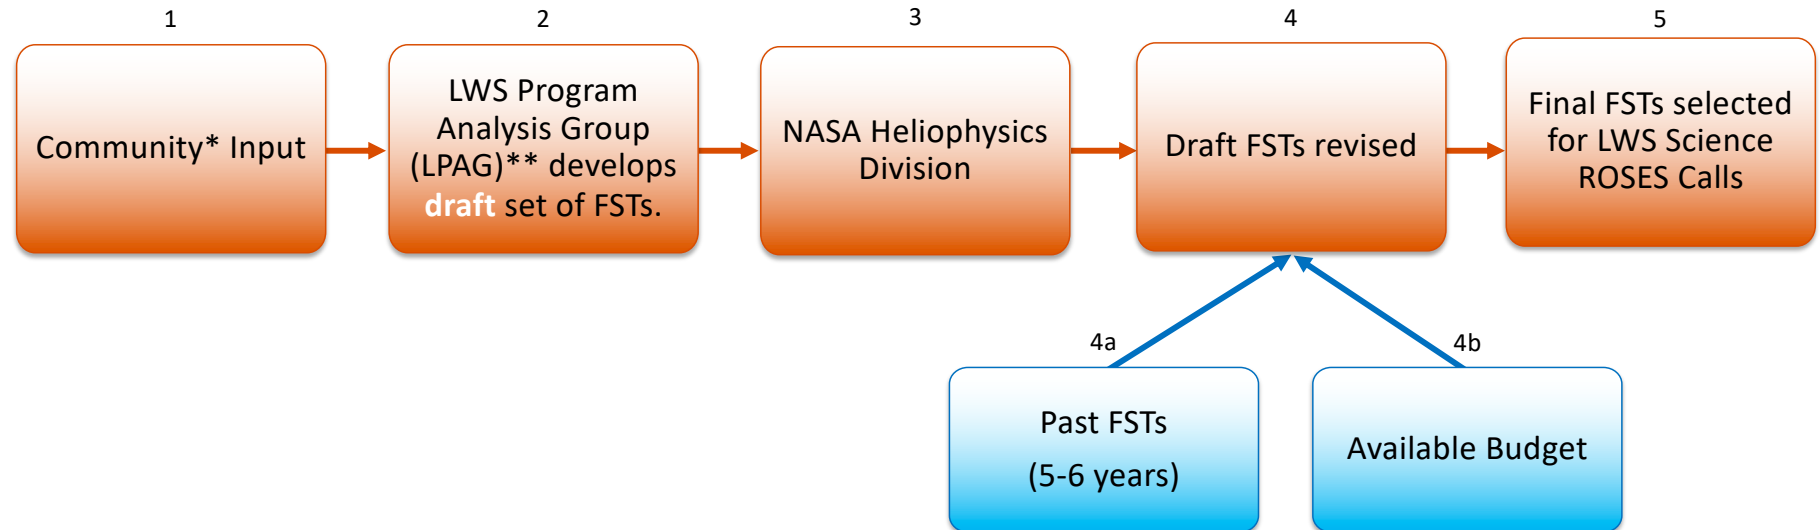 1
2
3
4
5
Community* Input
LWS Program
Analysis Group
(LPAG)** develops
draft set of FSTs.
NASA Heliophysics
Division
Draft FSTs revised
Final FSTs selected
for LWS Science
ROSES Calls
4a
4b
Past FSTs
(5-6 years)
Available Budget